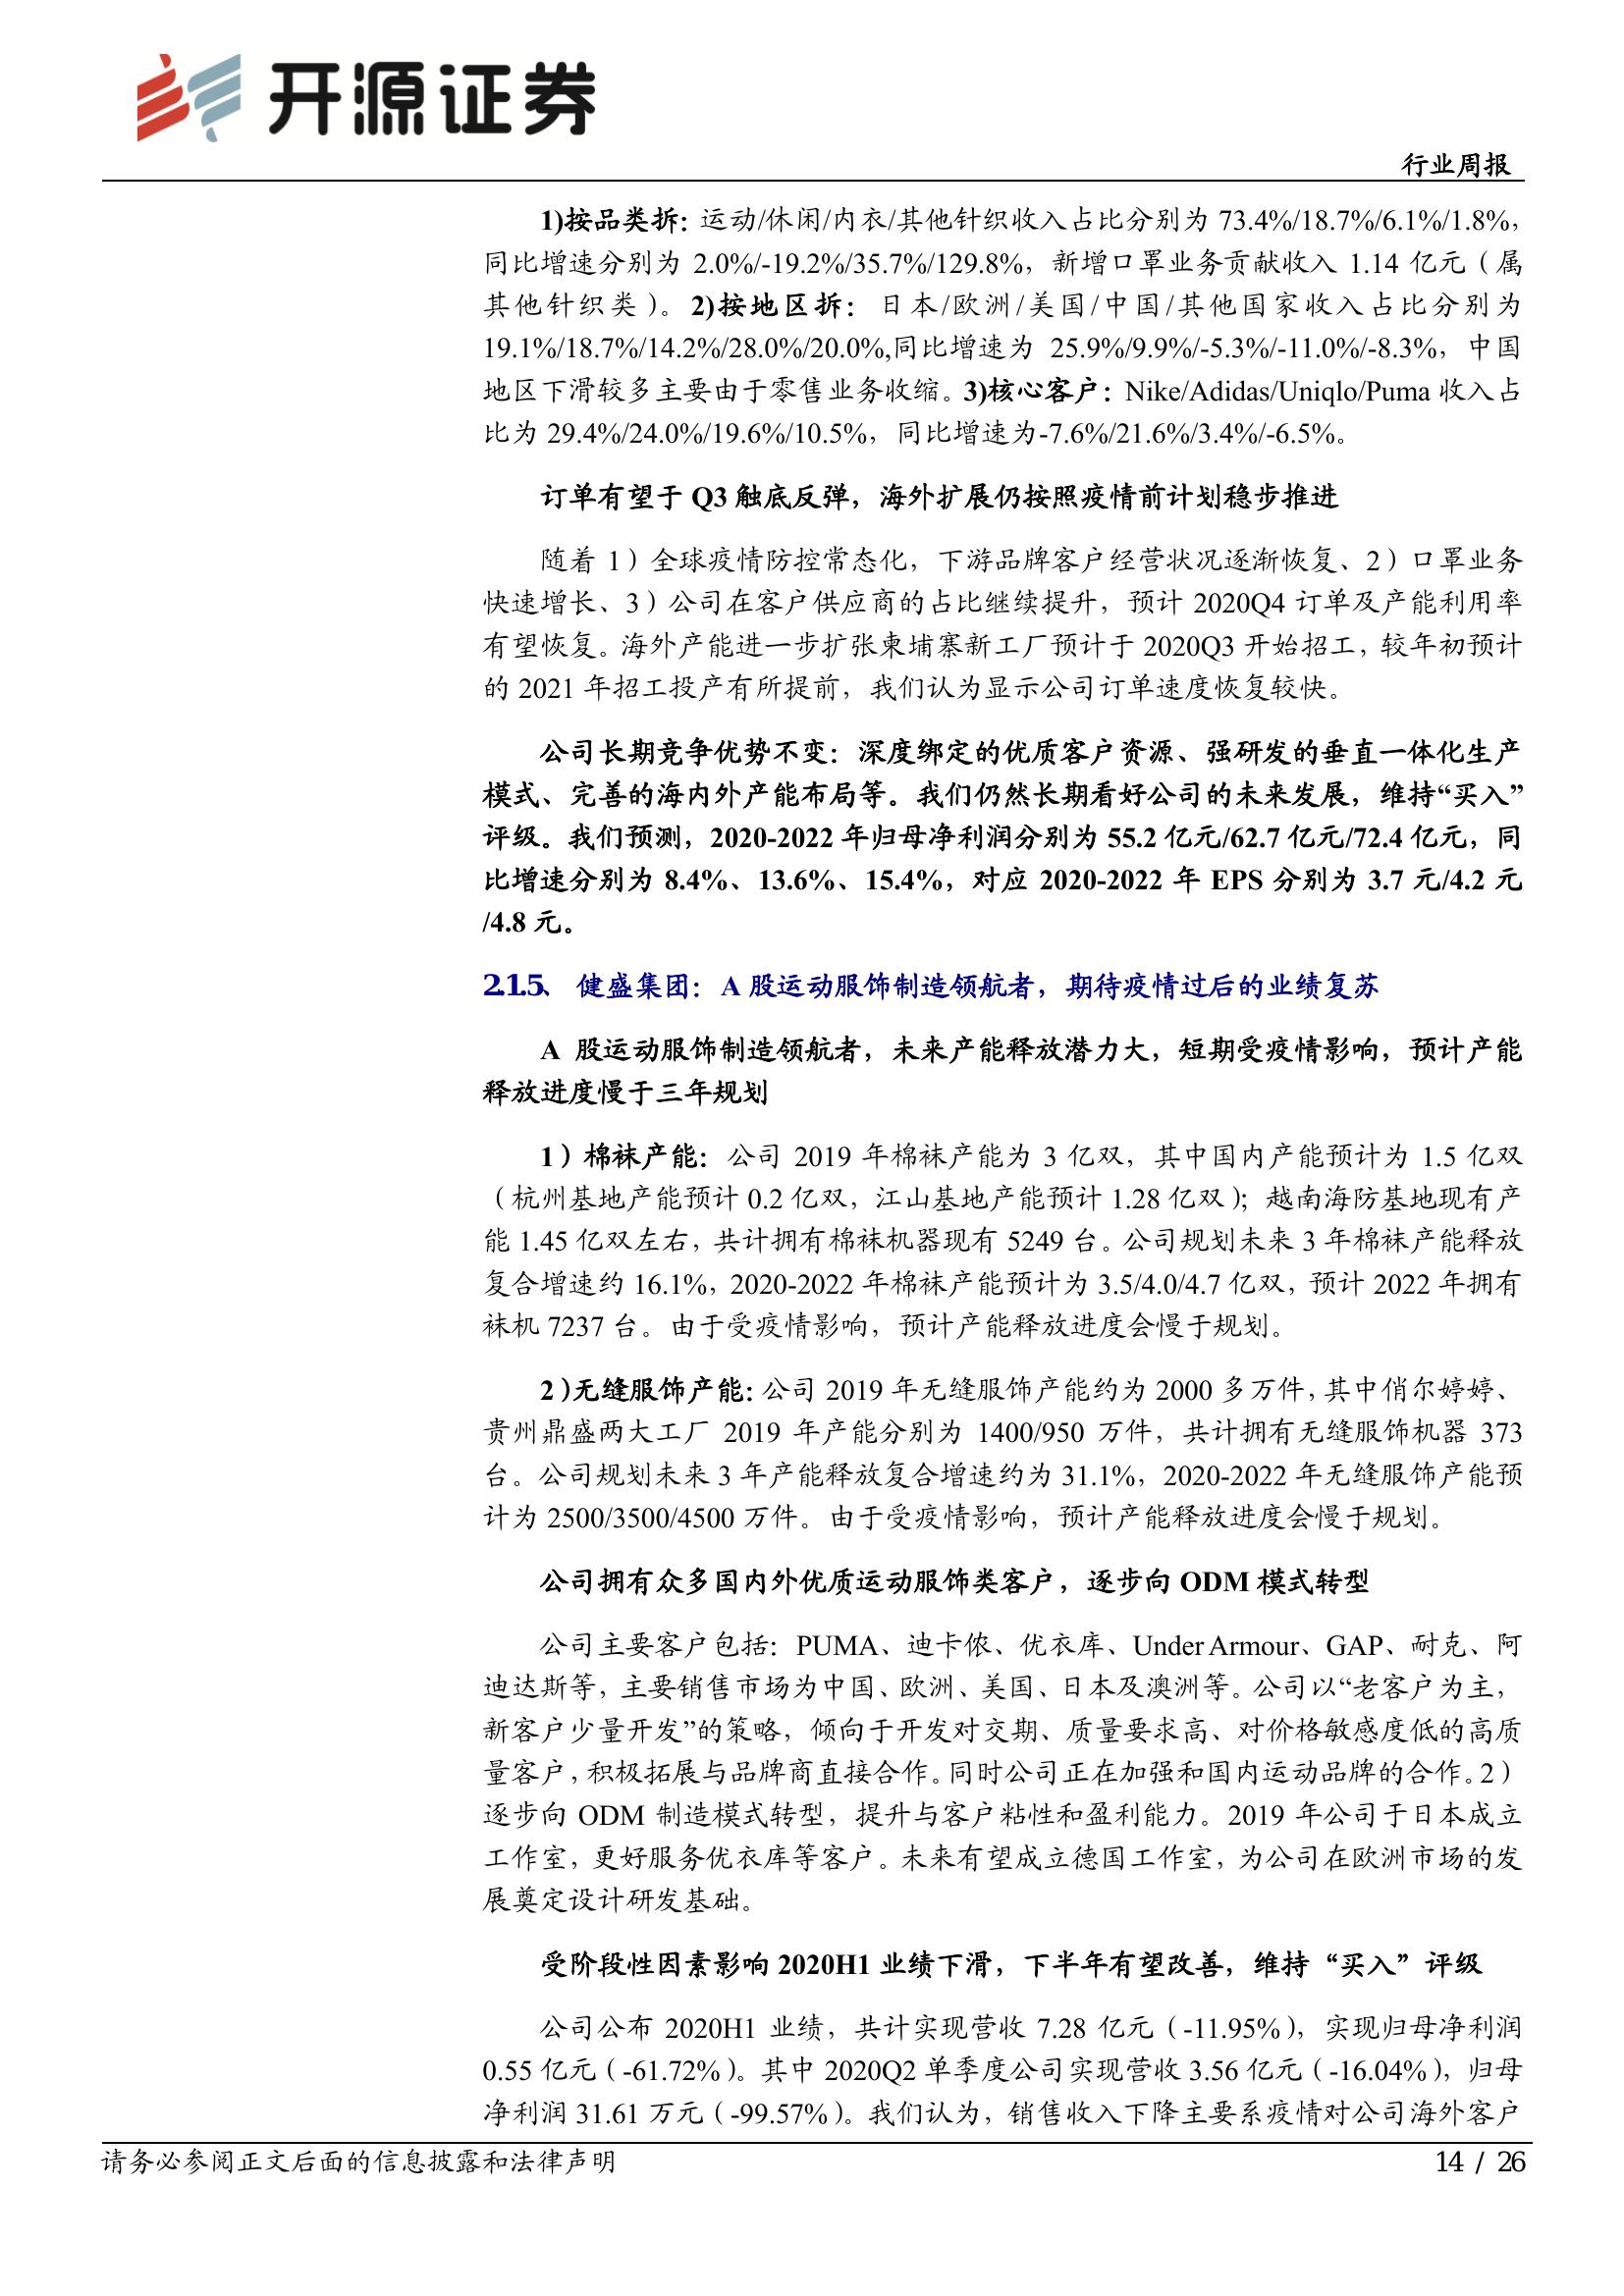 开源证券
行业周报
1)按品类拆：运动/休闲/内衣/其他针织收入占比分别为 73.4%/18.7%/6.1%/1.8%，
同比增速分别为 2.0%/-19.2%/35.7%/129.8%，新增口罩业务贡献收入 1.14 亿元（属
其他针织类）。2)按地区拆：日本/欧洲/美国/中国/其他国家收入占比分别为
19.1%/18.7%/14.2%/28.0%/20.0%,同比增速为 25.9%/9.9%/-5.3%/-11.0%/-8.3%，中国
地区下滑较多主要由于零售业务收缩。3)核心客户：Nike/Adidas/Uniqlo/Puma 收入占
比为 29.4%/24.0%/19.6%/10.5%，同比增速为-7.6%/21.6%/3.4%/-6.5%。
订单有望于 Q3 触底反弹，海外扩展仍按照疫情前计划稳步推进
随着 1）全球疫情防控常态化，下游品牌客户经营状况逐渐恢复、2）口罩业务
快速增长、3）公司在客户供应商的占比继续提升，预计 2020Q4 订单及产能利用率
有望恢复。海外产能进一步扩张柬埔寨新工厂预计于 2020Q3 开始招工，较年初预计
的 2021 年招工投产有所提前，我们认为显示公司订单速度恢复较快。
公司长期竞争优势不变：深度绑定的优质客户资源、强研发的垂直一体化生产
模式、完善的海内外产能布局等。我们仍然长期看好公司的未来发展，维持“买入”
评级。我们预测，2020-2022 年归母净利润分别为 55.2 亿元/62.7 亿元/72.4 亿元，同
比增速分别为 8.4%、13.6%、15.4%，对应 2020-2022 年 EPS 分别为 3.7 元/4.2 元
/4.8 元。
2.1.5、 健盛集团：A 股运动服饰制造领航者，期待疫情过后的业绩复苏
A 股运动服饰制造领航者，未来产能释放潜力大，短期受疫情影响，预计产能
释放进度慢于三年规划
1）棉袜产能：公司 2019 年棉袜产能为 3 亿双，其中国内产能预计为 1.5 亿双
（杭州基地产能预计 0.2 亿双，江山基地产能预计 1.28 亿双）；越南海防基地现有产
能 1.45 亿双左右，共计拥有棉袜机器现有 5249 台。公司规划未来 3 年棉袜产能释放
复合增速约 16.1%，2020-2022 年棉袜产能预计为 3.5/4.0/4.7 亿双，预计 2022 年拥有
袜机 7237 台。由于受疫情影响，预计产能释放进度会慢于规划。
2）无缝服饰产能：公司 2019 年无缝服饰产能约为 2000 多万件，其中俏尔婷婷、
贵州鼎盛两大工厂 2019 年产能分别为 1400/950 万件，共计拥有无缝服饰机器 373
台。公司规划未来 3 年产能释放复合增速约为 31.1%，2020-2022 年无缝服饰产能预
计为 2500/3500/4500 万件。由于受疫情影响，预计产能释放进度会慢于规划。
公司拥有众多国内外优质运动服饰类客户，逐步向 ODM 模式转型
公司主要客户包括：PUMA、迪卡侬、优衣库、Under Armour、GAP、耐克、阿
迪达斯等，主要销售市场为中国、欧洲、美国、日本及澳洲等。公司以“老客户为主，
新客户少量开发”的策略，倾向于开发对交期、质量要求高、对价格敏感度低的高质
量客户，积极拓展与品牌商直接合作。同时公司正在加强和国内运动品牌的合作。2）
逐步向 ODM 制造模式转型，提升与客户粘性和盈利能力。2019 年公司于日本成立
工作室，更好服务优衣库等客户。未来有望成立德国工作室，为公司在欧洲市场的发
展奠定设计研发基础。
受阶段性因素影响 2020H1 业绩下滑，下半年有望改善，维持“买入”评级
公司公布 2020H1 业绩，共计实现营收 7.28 亿元（-11.95%），实现归母净利润
0.55 亿元（-61.72%）。其中 2020Q2 单季度公司实现营收 3.56 亿元（-16.04%），归母
净利润 31.61 万元（-99.57%）。我们认为，销售收入下降主要系疫情对公司海外客户
请务必参阅正文后面的信息披露和法律声明
14 / 26